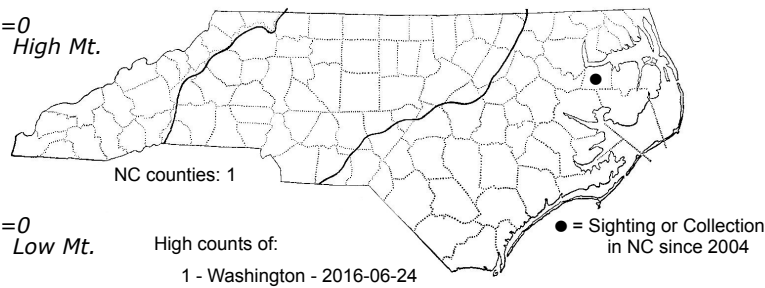 =0
High Mt.
NC counties: 1
=0
Low Mt.
High counts of:
1 - Washington - 2016-06-24
● = Sighting or Collection
in NC since 2004